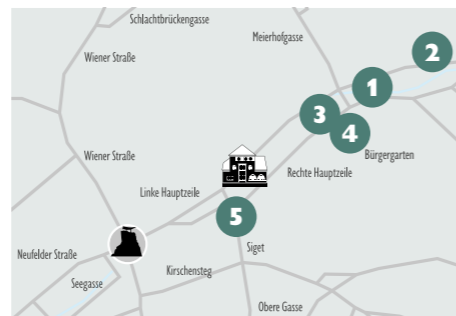 Schlachtbrückengasse
Meierhofgasse
2
Wiener Straße
1
3
4
Bürgergarten
Wiener Straße
Rechte Hauptzeile
Linke Hauptzeile
5
Siget
Neufelder Straße
Kirschensteg
Seegasse
Obere Gasse